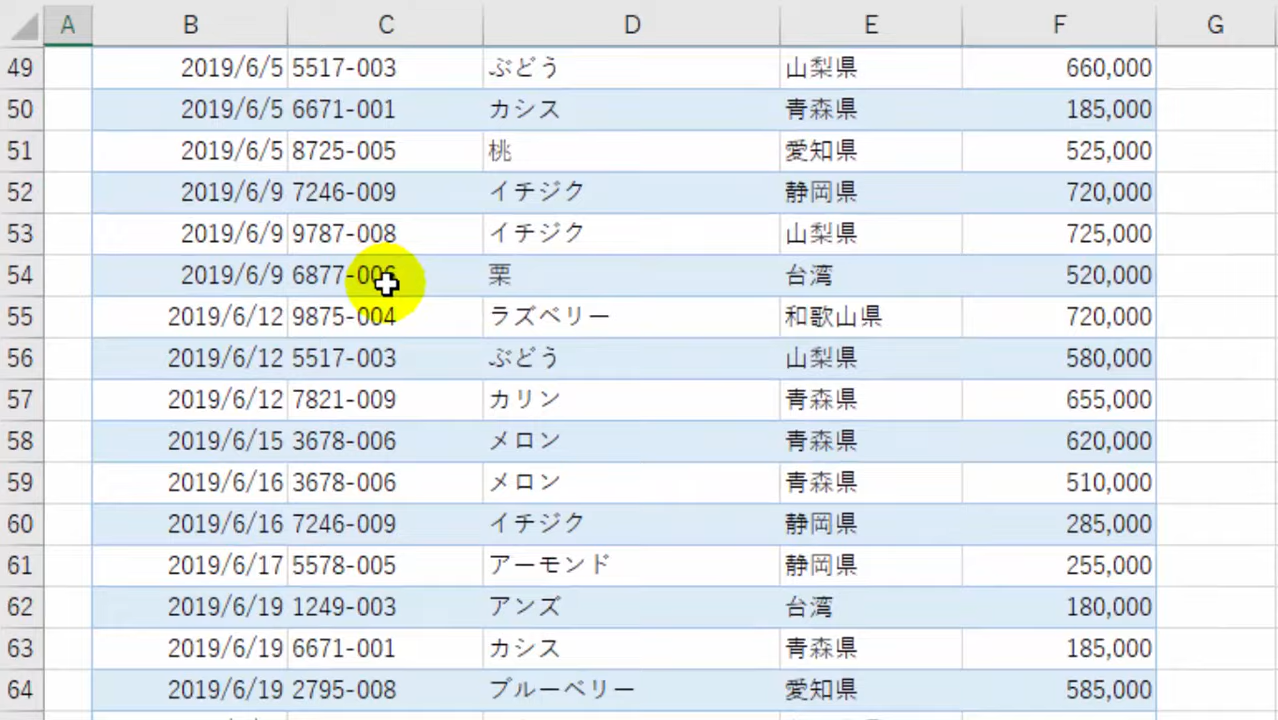 A B C D E F G
49 2019/6/5 5517-003 ぶどう 山梨県 660,000
50 2019/6/5 6671-001 カシス 青森県 185,000
51 2019/6/5 8725-005 桃 愛知県 525,000
52 2019/6/9 7246-009 イチジク 静岡県 720,000
53 2019/6/9 9787-008 イチジク 山梨県 725,000
54 2019/6/9 6877-006 栗 台湾 520,000
55 2019/6/12 9875-004 ラズベリー 和歌山県 720,000
56 2019/6/12 5517-003 ぶどう 山梨県 580,000
57 2019/6/12 7821-009 カリン 青森県 655,000
58 2019/6/15 3678-006 メロン 青森県 620,000
59 2019/6/16 3678-006 メロン 青森県 510,000
60 2019/6/16 7246-009 イチジク 静岡県 285,000
61 2019/6/17 5578-005 アーモンド 静岡県 255,000
62 2019/6/19 1249-003 アンズ 台湾 180,000
63 2019/6/19 6671-001 カシス 青森県 185,000
64 2019/6/19 2795-008 ブルーベリー 愛知県 585,000